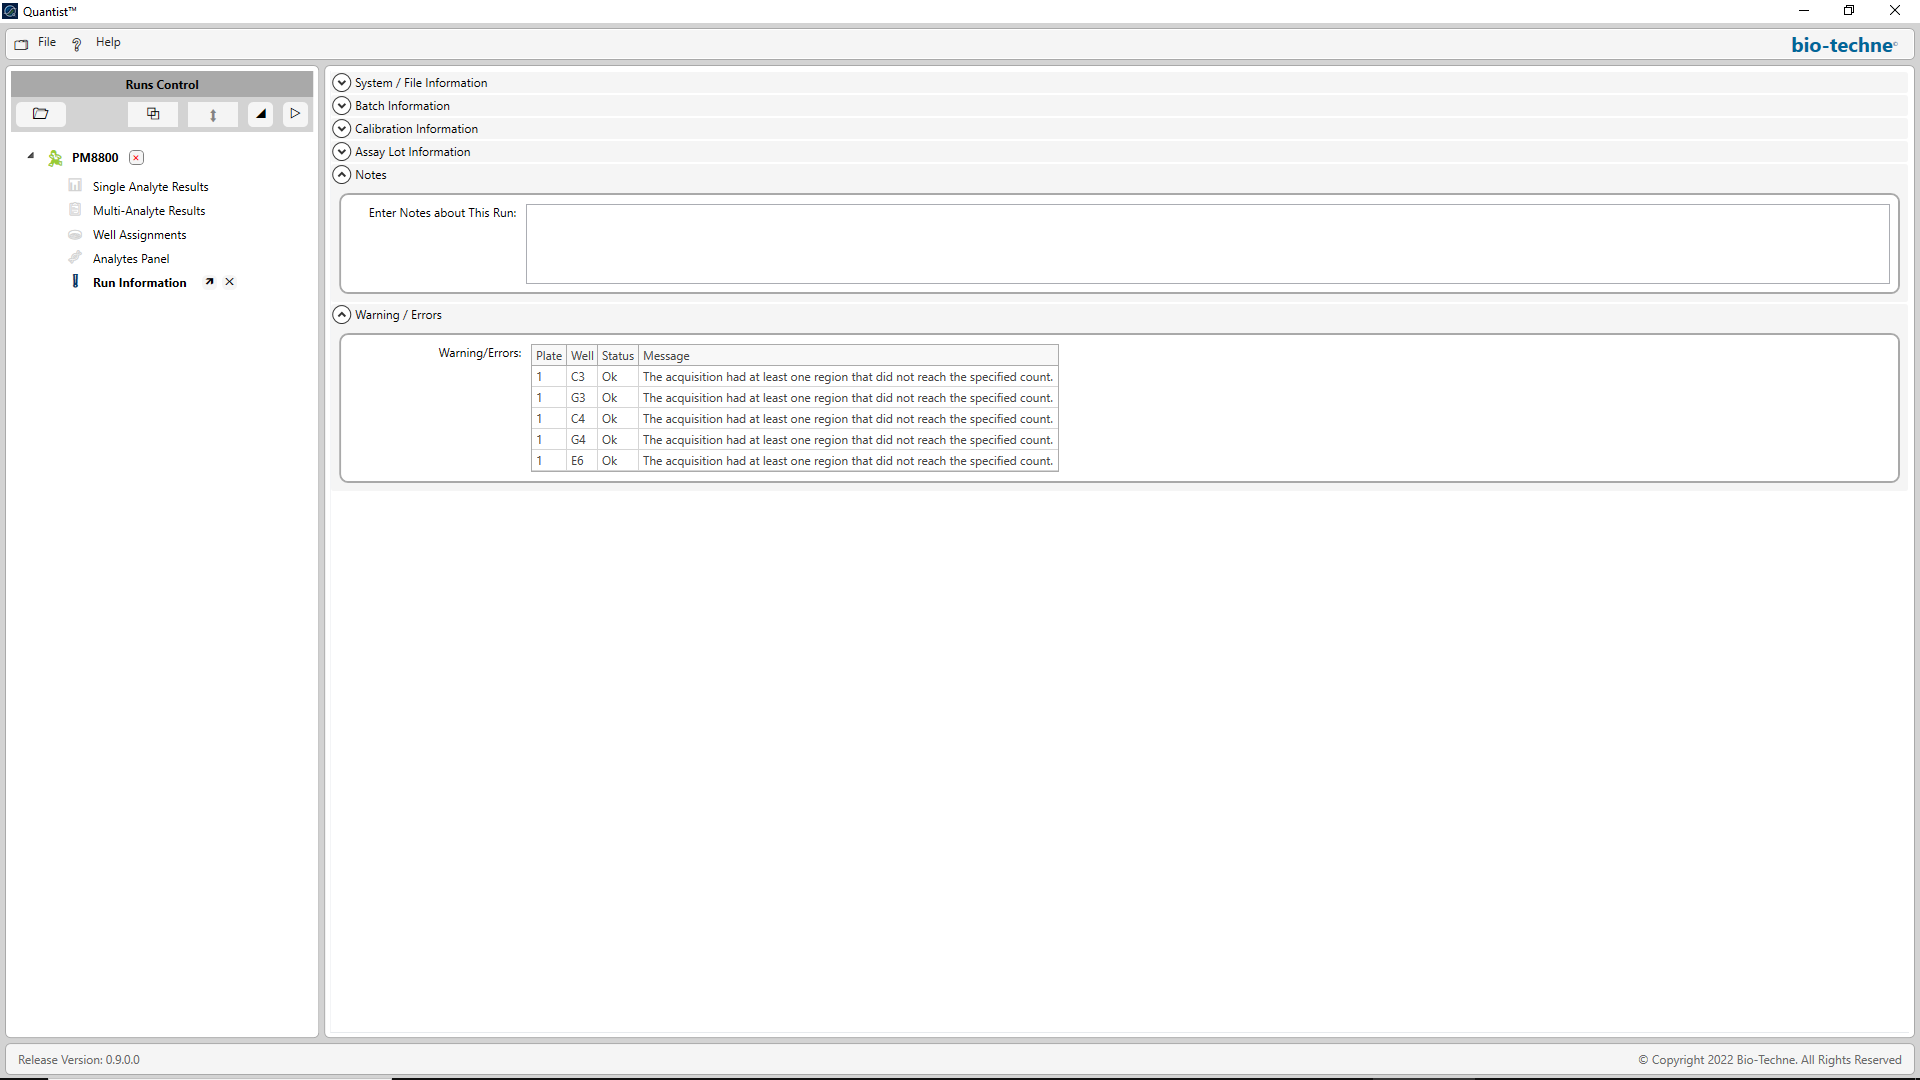 Quantist™
File Help
bio-techne
Runs Control
PM8800
Single Analyte Results
Multi-Analyte Results
Well Assignments
Analytes Panel
Run Information
System / File Information
Batch Information
Calibration Information
Assay Lot Information
Notes
Enter Notes about This Run:
Warning / Errors
Warning/Errors:
Plate Well Status Message
1 C3 Ok The acquisition had at least one region that did not reach the specified count.
1 G3 Ok The acquisition had at least one region that did not reach the specified count.
1 C4 Ok The acquisition had at least one region that did not reach the specified count.
1 G4 Ok The acquisition had at least one region that did not reach the specified count.
1 E6 Ok The acquisition had at least one region that did not reach the specified count.
Release Version: 0.9.0.0
© Copyright 2022 Bio-Techne. All Rights Reserved